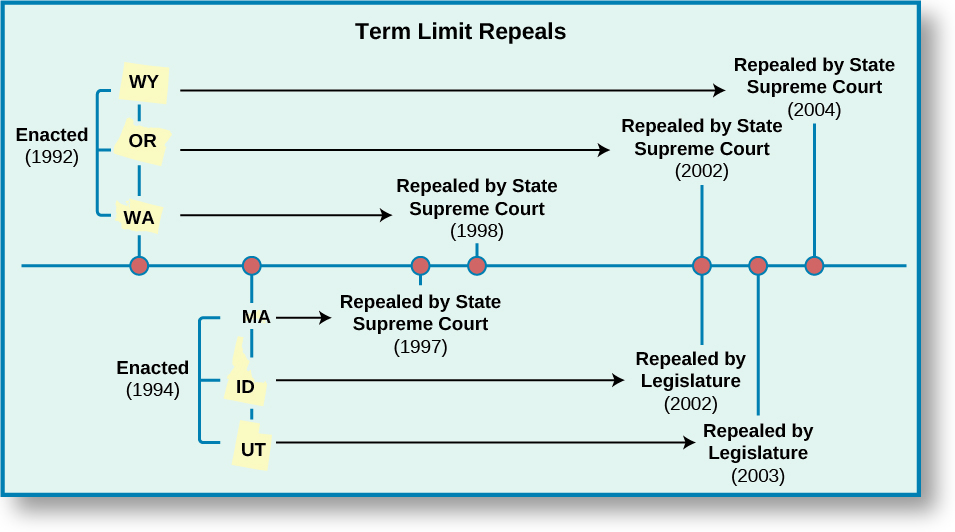 Term Limit Repeals
Enacted
(1992)
WY
Repealed by State
Supreme Court
(2004)
OR
Repealed by State
Supreme Court
(2002)
WA
Repealed by State
Supreme Court
(1998)
Enacted
(1994)
MA
Repealed by State
Supreme Court
(1997)
ID
Repealed by
Legislature
(2002)
UT
Repealed by
Legislature
(2003)